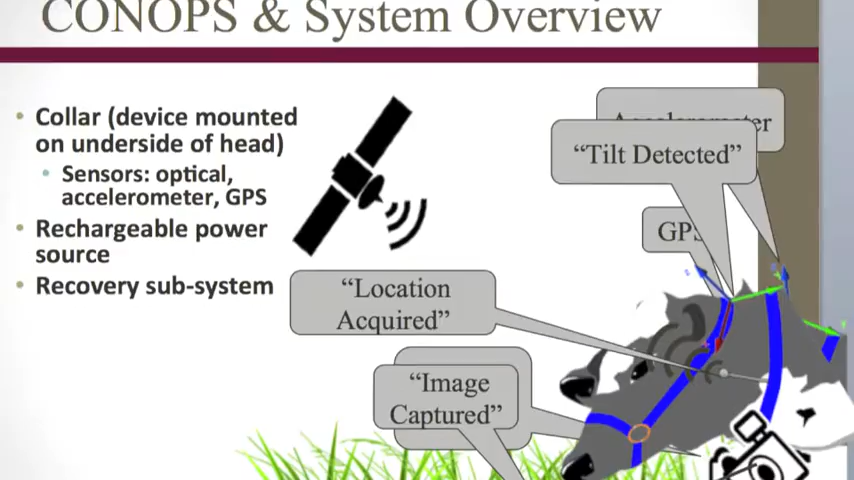 CONOPS & System Overview
Collar (device mounted
on underside of head)
Sensors: optical,
accelerometer, GPS
Rechargeable power
source
Recovery sub-system
“Tilt Detected”
GPS
“Location
Acquired”
“Image
Captured”